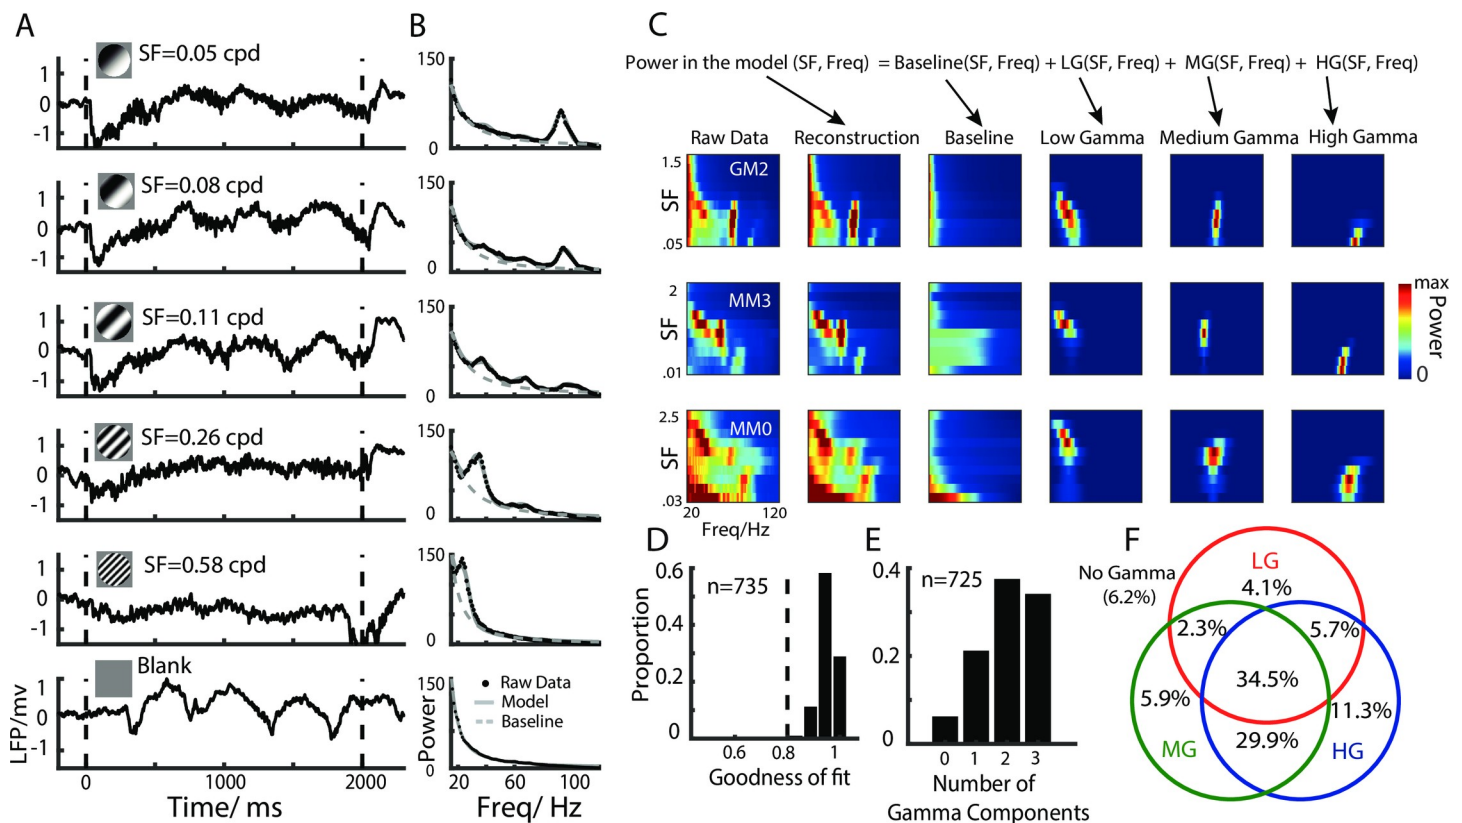 A
SF=0.05 cpd
1
0
-1
SF=0.08 cpd
1
0
-1
SF=0.11 cpd
1
0
-1
SF=0.26 cpd
1
0
-1
SF=0.58 cpd
1
0
-1
Blank
1
0
-1
LFP/mv
0 1000 2000
Time/ ms
B
150
0
150
0
150
0
150
0
150
0
150
Raw Data
Model
Baseline
Power
0
20 60 100
Freq/ Hz
C
Power in the model (SF, Freq) = Baseline(SF, Freq) + LG(SF, Freq) + MG(SF, Freq) + HG(SF, Freq)
Raw Data Reconstruction Baseline Low Gamma Medium Gamma High Gamma
1.5
GM2
SF
.05
2
MM3
SF
.01
2.5
MM0
SF
.03
20 120
Freq/Hz
max
Power
0
D
0.6
n=735
0.4
0.2
0
Proportion
0.6 0.8 1
Goodness of fit
E
0.4
n=725
0.2
0
0 1 2 3
Number of
Gamma Components
F
LG
No Gamma
(6.2%)
4.1%
2.3% 5.7%
34.5%
5.9% 11.3%
29.9%
MG HG